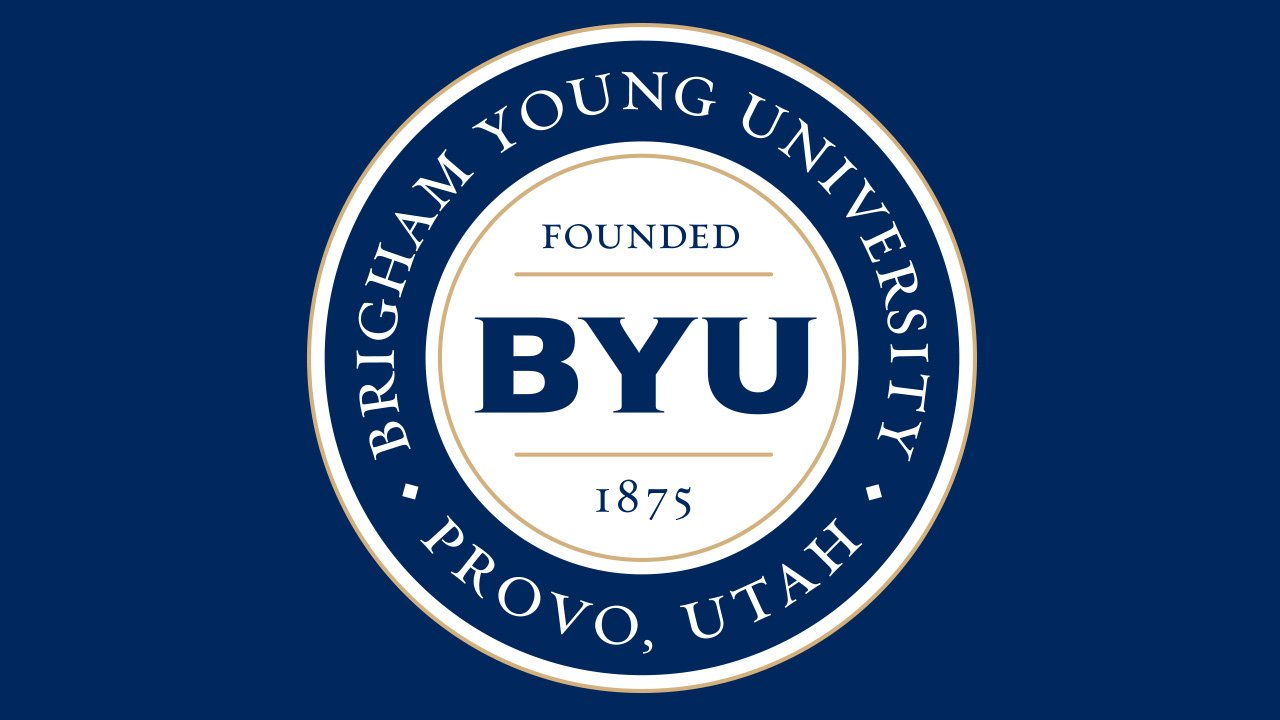 BRIGHAM YOUNG UNIVERSITY
FOUNDED
BYU
1875
PROVO, UTAH